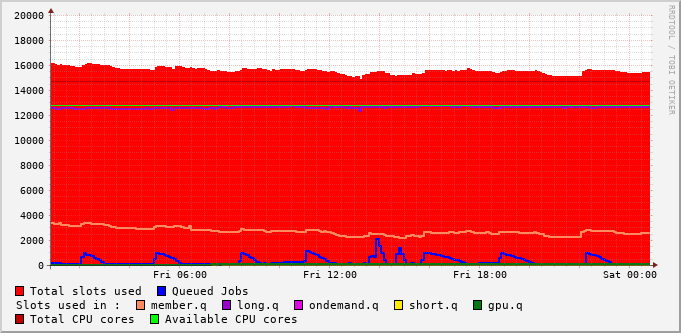 RRDTOOL / TOBI OETIKER
20000
18000
16000
14000
12000
10000
8000
6000
4000
2000
0
Fri 06:00 Fri 12:00 Fri 18:00 Sat 00:00
Total slots used Queued Jobs
Slots used in : member.q long.q ondemand.q short.q gpu.q
Total CPU cores Available CPU cores